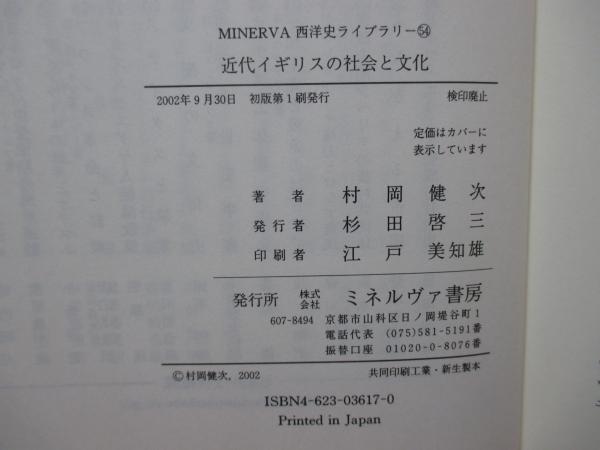 MINERVA 西洋史ライブラリー㊴
近代イギリスの社会と文化
2002年9月30日 初版第1刷発行 検印廃止
定価はカバーに
表示しています
著者 村岡健次
発行者 杉田啓三
印刷者 江戸美知雄
発行所 株式会社 ミネルヴァ書房
607-8494 京都市山科区日ノ岡堤谷町1
電話代表 (075)581-5191番
振替口座 01020-0-8076番
©村岡健次, 2002 共同印刷工業・新生製本
ISBN4-623-03617-0
Printed in Japan